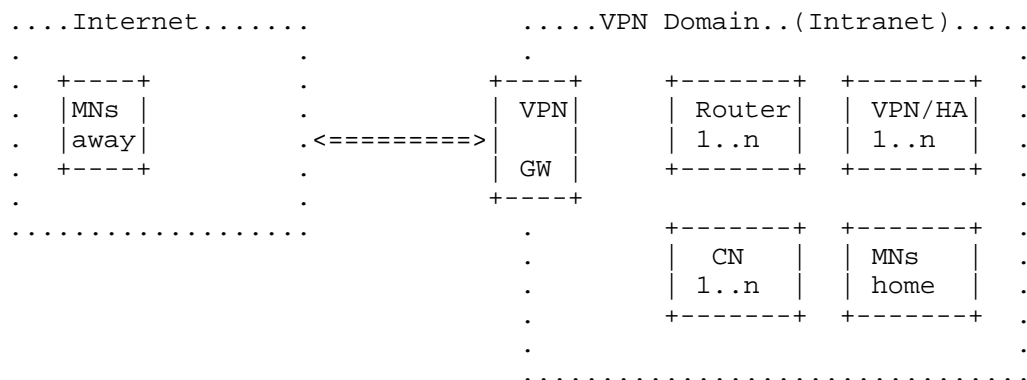 ....Internet....... .....VPN Domain..(Intranet).....
. . . .
. +----+ . +----+ +-------+ +-------+ .
. |MNs | . | VPN| | Router| | VPN/HA| .
. |away| .<=========>| | | 1..n | | 1..n | .
. +----+ . | GW | +-------+ +-------+ .
. . +----+ .
................... . +-------+ +-------+ .
. | CN | | MNs | .
. | 1..n | | home | .
. +-------+ +-------+ .
. .
................................